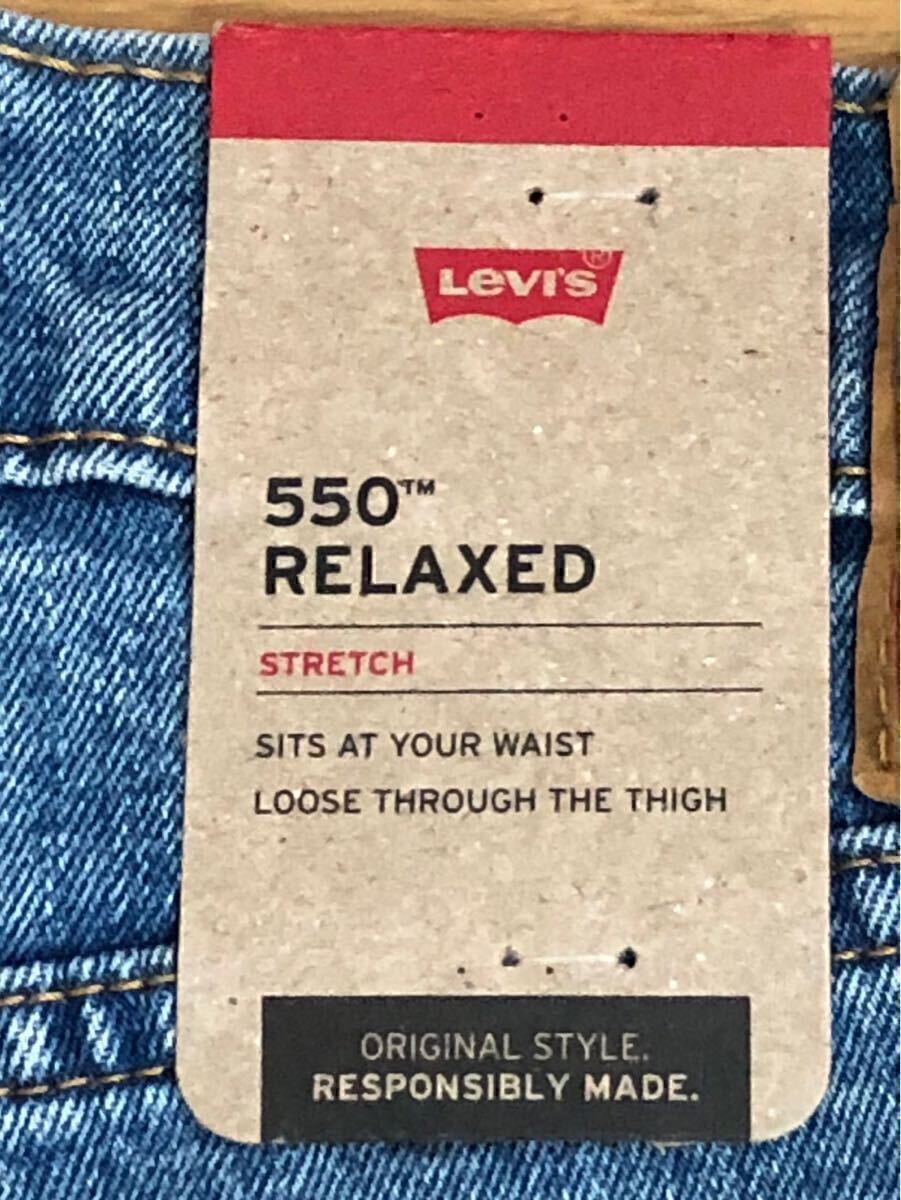 Levi's®
550™
RELAXED
STRETCH
SITS AT YOUR WAIST
LOOSE THROUGH THE THIGH
ORIGINAL STYLE.
RESPONSIBLY MADE.